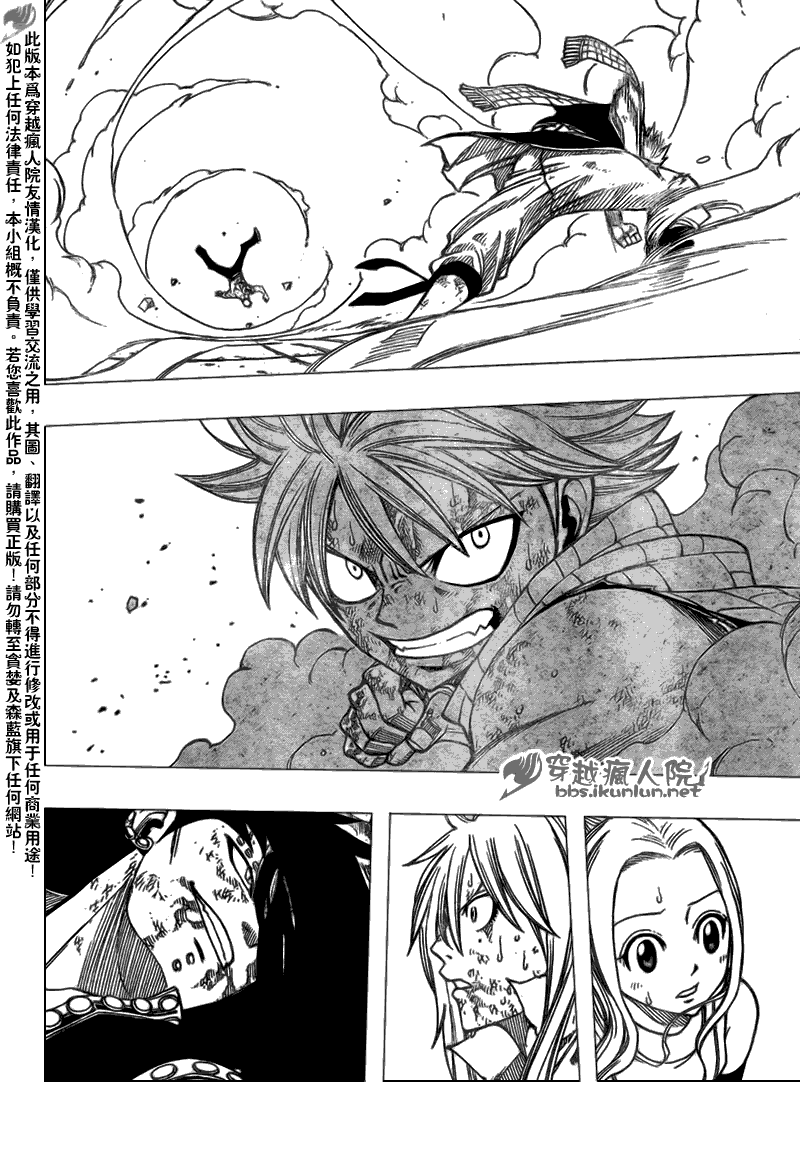 此版本爲穿越瘋人院友情漢化，僅供學習交流之用，其圖、翻譯以及任何部分不得進行修改或用于任何商業用途！
如犯上任何法律責任，本小組概不負責。若您喜歡此作品，請購買正版！請勿轉至貪婪及森藍旗下任何網站！
穿越瘋人院
bbs.ikunlun.net